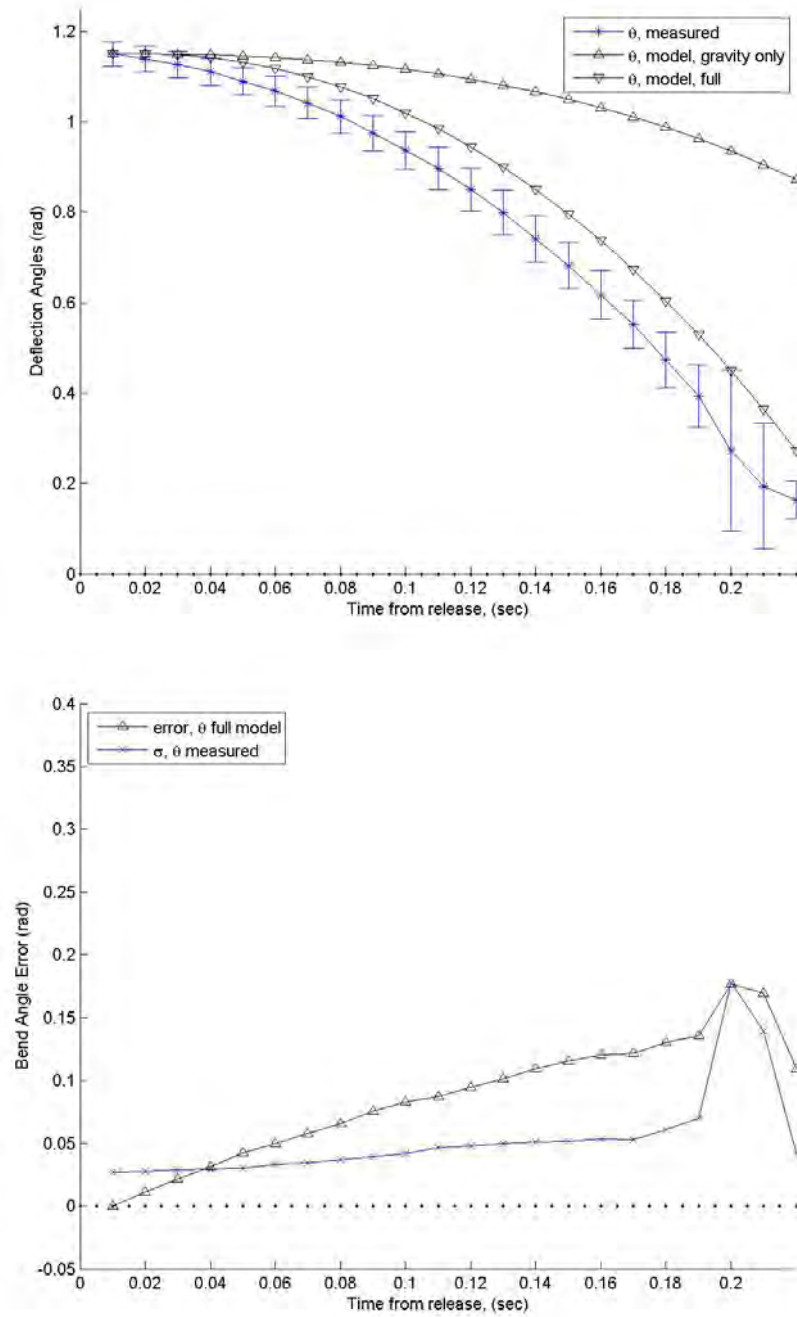 1.2
1
0.8
0.6
0.4
0.2
0
Deflection Angles (rad)
θ, measured
θ, model, gravity only
θ, model, full
0 0.02 0.04 0.06 0.08 0.1 0.12 0.14 0.16 0.18 0.2
Time from release, (sec)
0.4
0.35
0.3
0.25
0.2
0.15
0.1
0.05
0
-0.05
Bend Angle Error (rad)
error, θ full model
σ, θ measured
0 0.02 0.04 0.06 0.08 0.1 0.12 0.14 0.16 0.18 0.2
Time from release, (sec)